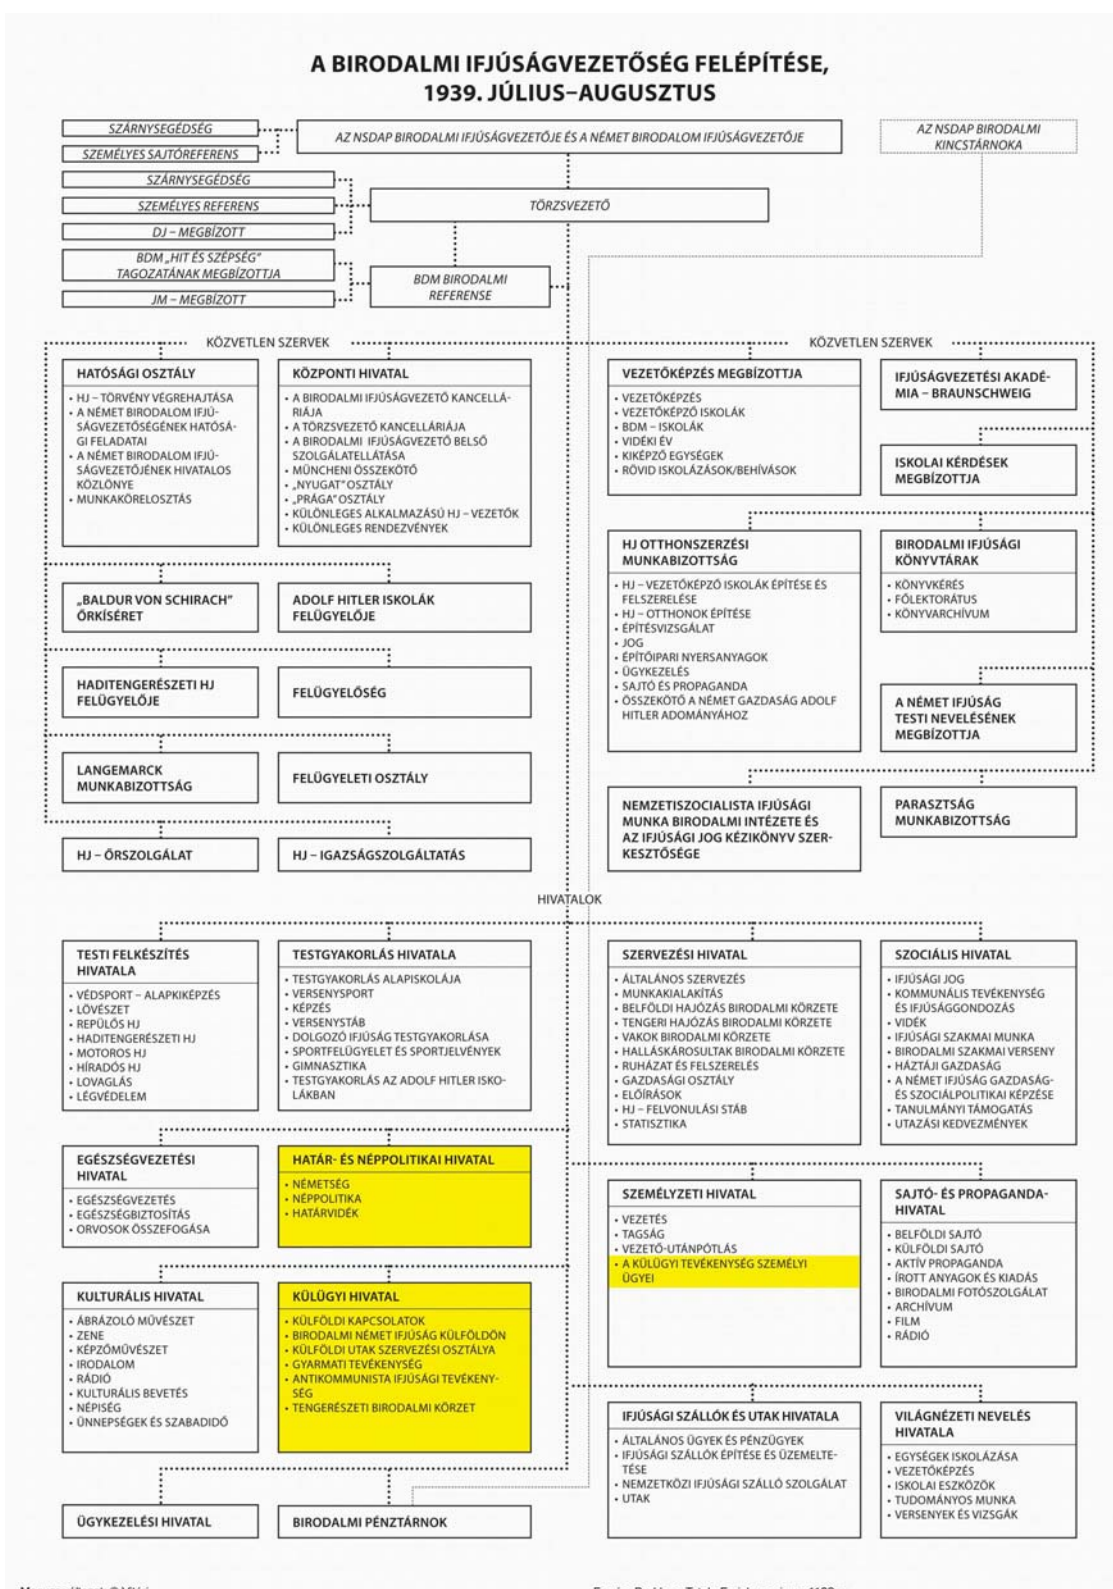 A BIRODALMI IFJÚSÁGVEZETŐSÉG FELÉPÍTÉSE,
1939. JÚLIUS–AUGUSZTUS
SZÁRNYSEGÉDSÉG
SZEMÉLYES SAJTÓREFERENS
AZ NSDAP BIRODALMI IFJÚSÁGVEZETŐJE ÉS A NÉMET BIRODALOM IFJÚSÁGVEZETŐJE
AZ NSDAP BIRODALMI
KINCSTÁRNOKA
SZÁRNYSEGÉDSÉG
SZEMÉLYES REFERENS
DJ – MEGBÍZOTT
TÖRZSVEZETŐ
BDM „HIT ÉS SZÉPSÉG”
TAGOZATÁNAK MEGBÍZOTTJA
JM – MEGBÍZOTT
BDM BIRODALMI
REFERENSE
KÖZVETLEN SZERVEK
KÖZVETLEN SZERVEK
HATÓSÁGI OSZTÁLY
• HJ – TÖRVÉNY VÉGREHAJTÁSA
• A NÉMET BIRODALOM IFJÚ-
SÁGVEZETŐSÉGÉNEK HATÓSÁ-
GI FELADATAI
• A NÉMET BIRODALOM IFJÚ-
SÁGVEZETŐJÉNEK HIVATALOS
KÖZLÖNYE
• MUNKAKÖRELOSZTÁS
KÖZPONTI HIVATAL
• A BIRODALMI IFJÚSÁGVEZETŐ KANCELLÁ-
RIÁJA
• A TÖRZSVEZETŐ KANCELLÁRIÁJA
• A BIRODALMI IFJÚSÁGVEZETŐ BELSŐ
SZOLGÁLATELLÁTÁSA
• MÜNCHENI ÖSSZEKÖTŐ
• „NYUGAT” OSZTÁLY
• „PRÁGA” OSZTÁLY
• KÜLÖNLEGES ALKALMAZÁSÚ HJ – VEZETŐK
• KÜLÖNLEGES RENDEZVÉNYEK
VEZETŐKÉPZÉS MEGBÍZOTTJA
• VEZETŐKÉPZÉS
• VEZETŐKÉPZŐ ISKOLÁK
• BDM – ISKOLÁK
• VIDÉKI ÉV
• KIKÉPZŐ EGYSÉGEK
• RÖVID ISKOLÁZÁSOK/BEHÍVÁSOK
IFJÚSÁGVEZETÉSI AKADÉ-
MIA – BRAUNSCHWEIG
ISKOLAI KÉRDÉSEK
MEGBÍZOTTJA
„BALDUR VON SCHIRACH”
ŐRKÍSÉRET
ADOLF HITLER ISKOLÁK
FELÜGYELŐJE
HADITENGERÉSZETI HJ
FELÜGYELŐJE
FELÜGYELŐSÉG
LANGEMARCK
MUNKABIZOTTSÁG
FELÜGYELETI OSZTÁLY
HJ – ŐRSZOLGÁLAT
HJ – IGAZSÁGSZOLGÁLTATÁS
HJ OTTHONSZERZÉSI
MUNKABIZOTTSÁG
• HJ – VEZETŐKÉPZŐ ISKOLÁK ÉPÍTÉSE ÉS
FELSZERELÉSE
• HJ – OTTHONOK ÉPÍTÉSE
• ÉPÍTÉSVIZSGÁLAT
• JOG
• ÉPÍTŐIPARI NYERSANYAGOK
• ÜGYKEZELÉS
• SAJTÓ ÉS PROPAGANDA
• ÖSSZEKÖTŐ A NÉMET GAZDASÁG ADOLF
HITLER ADOMÁNYÁHOZ
BIRODALMI IFJÚSÁGI
KÖNYVTÁRAK
• KÖNYVKÉRÉS
• FŐLEKTORÁTUS
• KÖNYVARCHÍVUM
A NÉMET IFJÚSÁG
TESTI NEVELÉSÉNEK
MEGBÍZOTTJA
NEMZETISZOCIALISTA IFJÚSÁGI
MUNKA BIRODALMI INTÉZETE ÉS
AZ IFJÚSÁGI JOG KÉZIKÖNYV SZER-
KESZTŐSÉGE
PARASZTSÁG
MUNKABIZOTTSÁG
HIVATALOK
TESTI FELKÉSZÍTÉS
HIVATALA
• VÉDSPORT – ALAPKIKÉPZÉS
• LÖVÉSZET
• REPÜLŐS HJ
• HADITENGERÉSZETI HJ
• MOTOROS HJ
• HÍRADÓS HJ
• LOVAGLÁS
• LÉGVÉDELEM
TESTGYAKORLÁS HIVATALA
• TESTGYAKORLÁS ALAPISKOLÁJA
• VERSENYSPORT
• KÉPZÉS
• VERSENYSTÁB
• DOLGOZÓ IFJÚSÁG TESTGYAKORLÁSA
• SPORTFELÜGYELET ÉS SPORTJELVÉNYEK
• GIMNASZTIKA
• TESTGYAKORLÁS AZ ADOLF HITLER ISKO-
LÁKBAN
SZERVEZÉSI HIVATAL
• ÁLTALÁNOS SZERVEZÉS
• MUNKAKIALAKÍTÁS
• BELFÖLDI HAJÓZÁS BIRODALMI KÖRZETE
• TENGERI HAJÓZÁS BIRODALMI KÖRZETE
• VAKOK BIRODALMI KÖRZETE
• HALLÁSKÁROSULTAK BIRODALMI KÖRZETE
• RUHÁZAT ÉS FELSZERELÉS
• GAZDASÁGI OSZTÁLY
• ELŐÍRÁSOK
• HJ – FELVONULÁSI STÁB
• STATISZTIKA
SZOCIÁLIS HIVATAL
• IFJÚSÁGI JOG
• KOMMUNÁLIS TEVÉKENYSÉG
ÉS IFJÚSÁGGONDOZÁS
• VIDÉK
• IFJÚSÁGI SZAKMAI MUNKA
• BIRODALMI SZAKMAI VERSENY
• HÁZTÁJI GAZDASÁG
• A NÉMET IFJÚSÁG GAZDASÁG-
ÉS SZOCIÁLPOLITIKAI KÉPZÉSE
• TANULMÁNYI TÁMOGATÁS
• UTAZÁSI KEDVEZMÉNYEK
EGÉSZSÉGVEZETÉSI
HIVATAL
• EGÉSZSÉGVEZETÉS
• EGÉSZSÉGBIZTOSÍTÁS
• ORVOSOK ÖSSZEFOGÁSA
HATÁR- ÉS NÉPPOLITIKAI HIVATAL
• NÉMETSÉG
• NÉPPOLITIKA
• HATÁRVIDÉK
SZEMÉLYZETI HIVATAL
• VEZETÉS
• TAGSÁG
• VEZETŐ-UTÁNPÓTLÁS
• A KÜLÜGYI TEVÉKENYSÉG SZEMÉLYI
ÜGYEI
SAJTÓ- ÉS PROPAGANDA-
HIVATAL
• BELFÖLDI SAJTÓ
• KÜLFÖLDI SAJTÓ
• AKTÍV PROPAGANDA
• ÍROTT ANYAGOK ÉS KIADÁS
• BIRODALMI FOTÓSZOLGÁLAT
• ARCHÍVUM
• FILM
• RÁDIÓ
KULTURÁLIS HIVATAL
• ÁBRÁZOLÓ MŰVÉSZET
• ZENE
• KÉPZŐMŰVÉSZET
• IRODALOM
• RÁDIÓ
• KULTURÁLIS BEVETÉS
• NÉPISÉG
• ÜNNEPSÉGEK ÉS SZABADIDŐ
KÜLÜGYI HIVATAL
• KÜLFÖLDI KAPCSOLATOK
• BIRODALMI NÉMET IFJÚSÁG KÜLFÖLDÖN
• KÜLFÖLDI UTAK SZERVEZÉSI OSZTÁLYA
• GYARMATI TEVÉKENYSÉG
• ANTIKOMMUNISTA IFJÚSÁGI TEVÉKENY-
SÉG
• TENGERÉSZETI BIRODALMI KÖRZET
IFJÚSÁGI SZÁLLÓK ÉS UTAK HIVATALA
• ÁLTALÁNOS ÜGYEK ÉS PÉNZÜGYEK
• IFJÚSÁGI SZÁLLÓK ÉPÍTÉSE ÉS ÜZEMELTE-
TÉSE
• NEMZETKÖZI IFJÚSÁGI SZÁLLÓ SZOLGÁLAT
• UTAK
VILÁGNÉZETI NEVELÉS
HIVATALA
• EGYSÉGEK ISKOLÁZÁSA
• VEZETŐKÉPZÉS
• ISKOLAI ESZKÖZÖK
• TUDOMÁNYOS MUNKA
• VERSENYEK ÉS VIZSGÁK
ÜGYKEZELÉSI HIVATAL
BIRODALMI PÉNZTÁRNOK